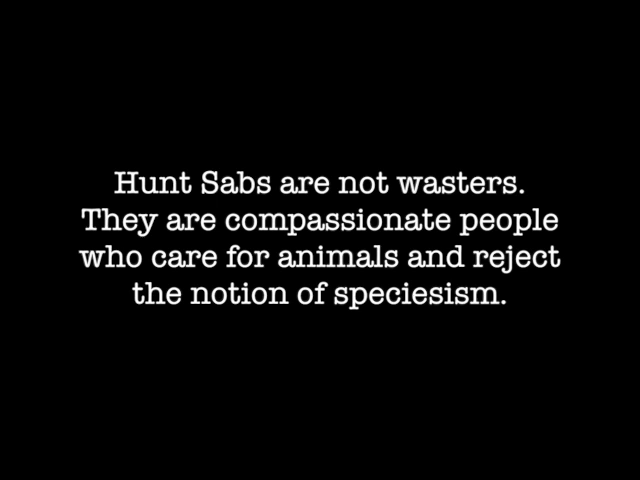 Hunt Sabs are not wasters.
They are compassionate people
who care for animals and reject
the notion of speciesism.